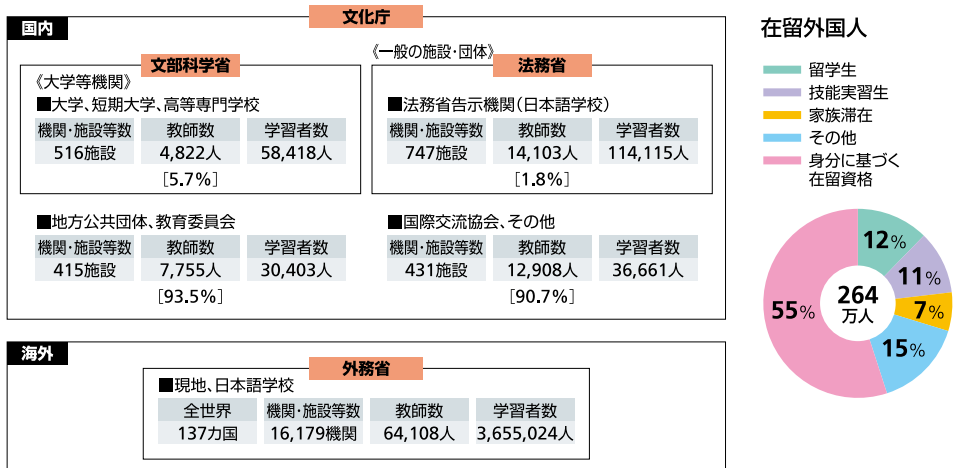 文化庁
国内
《一般の施設・団体》
文部科学省
《大学等機関》
■大学、短期大学、高等専門学校
機関・施設等数 教師数 学習者数
516施設 4,822人 58,418人
[5.7%]
法務省
■法務省告示機関(日本語学校)
機関・施設等数 教師数 学習者数
747施設 14,103人 114,115人
[1.8%]
■地方公共団体、教育委員会
機関・施設等数 教師数 学習者数
415施設 7,755人 30,403人
[93.5%]
■国際交流協会、その他
機関・施設等数 教師数 学習者数
431施設 12,908人 36,661人
[90.7%]
海外
外務省
■現地、日本語学校
全世界 機関・施設等数 教師数 学習者数
137カ国 16,179機関 64,108人 3,655,024人
在留外国人
留学生
技能実習生
家族滞在
その他
身分に基づく
在留資格
12%
11%
7%
15%
55%
264
万人